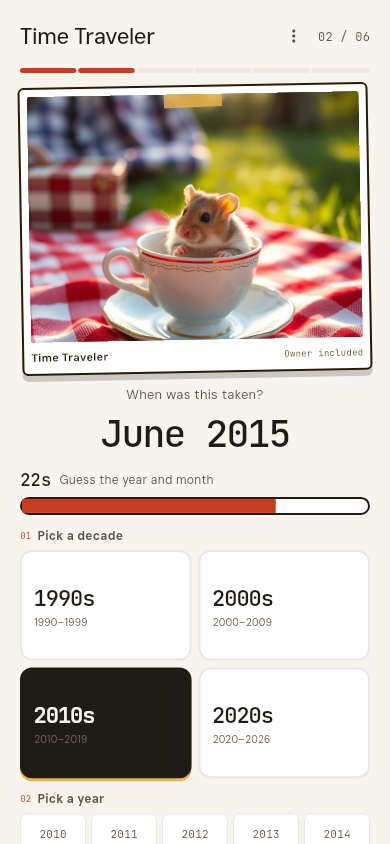 Time Traveler
02 / 06
Time Traveler
Owner included
When was this taken?
June 2015
22s Guess the year and month
01 Pick a decade
1990s
1990–1999
2000s
2000–2009
2010s
2010–2019
2020s
2020–2026
02 Pick a year
2010 2011 2012 2013 2014